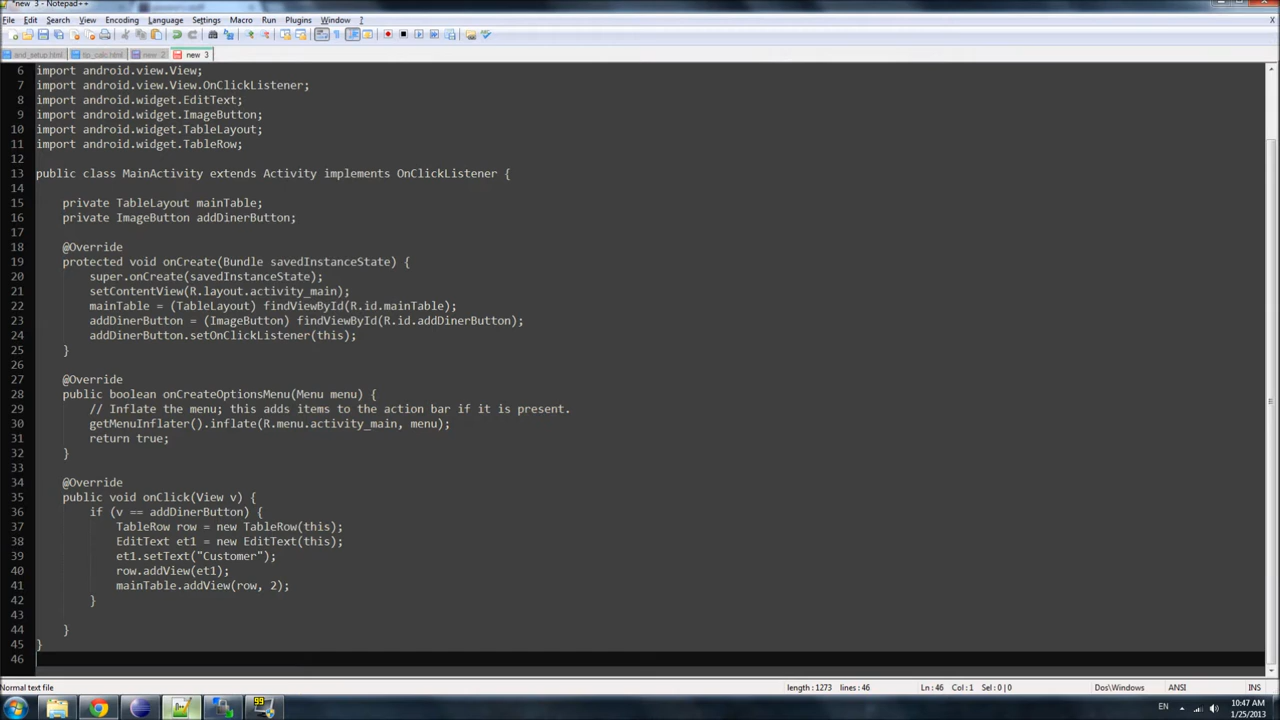 *new 3 - Notepad++
File Edit Search View Encoding Language Settings Macro Run Plugins Window ?
X
and_setup.html tip_calc.html new 2 new 3
6 import android.view.View;
7 import android.view.View.OnClickListener;
8 import android.widget.EditText;
9 import android.widget.ImageButton;
10 import android.widget.TableLayout;
11 import android.widget.TableRow;
12
13 public class MainActivity extends Activity implements OnClickListener {
14
15 private TableLayout mainTable;
16 private ImageButton addDinerButton;
17
18 @Override
19 protected void onCreate(Bundle savedInstanceState) {
20 super.onCreate(savedInstanceState);
21 setContentView(R.layout.activity_main);
22 mainTable = (TableLayout) findViewById(R.id.mainTable);
23 addDinerButton = (ImageButton) findViewById(R.id.addDinerButton);
24 addDinerButton.setOnClickListener(this);
25 }
26
27 @Override
28 public boolean onCreateOptionsMenu(Menu menu) {
29 // Inflate the menu; this adds items to the action bar if it is present.
30 getMenuInflater().inflate(R.menu.activity_main, menu);
31 return true;
32 }
33
34 @Override
35 public void onClick(View v) {
36 if (v == addDinerButton) {
37 TableRow row = new TableRow(this);
38 EditText et1 = new EditText(this);
39 et1.setText("Customer");
40 row.addView(et1);
41 mainTable.addView(row, 2);
42 }
43
44 }
45 }
46
Normal text file length : 1273 lines : 46 Ln : 46 Col : 1 Sel : 0 | 0 Dos\Windows ANSI INS
99 EN 10:47 AM
1/25/2013